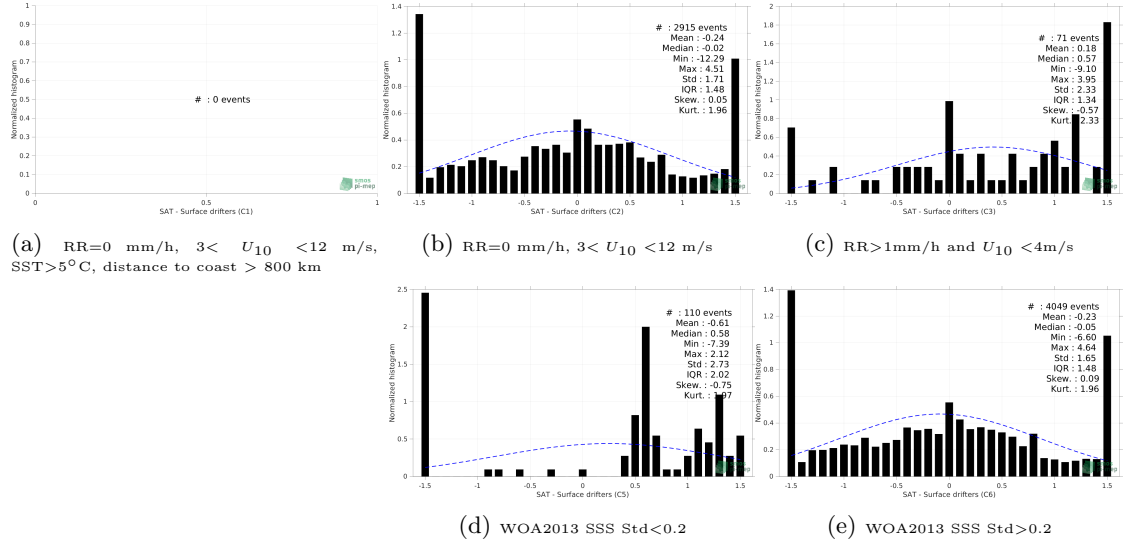 1
0.9
0.8
0.7
0.6
0.5
0.4
0.3
0.2
0.1
0
Normalized histogram
# : 0 events
0
0.5
1
SAT - Surface drifters (C1)
smos
pi-mep
(a) RR=0 mm/h, 3< U10 <12 m/s,
SST>5°C, distance to coast > 800 km
1.4
1.2
1
0.8
0.6
0.4
0.2
0
Normalized histogram
# : 2915 events
Mean : -0.24
Median : -0.02
Min : -12.29
Max : 4.51
Std : 1.71
IQR : 1.48
Skew. : 0.05
Kurt. : 1.96
-1.5
-1
-0.5
0
0.5
1
1.5
SAT - Surface drifters (C2)
pi-mep
(b) RR=0 mm/h, 3< U10 <12 m/s
2
1.8
1.6
1.4
1.2
1
0.8
0.6
0.4
0.2
0
Normalized histogram
# : 71 events
Mean : 0.18
Median : 0.57
Min : -9.10
Max : 3.95
Std : 2.33
IQR : 1.34
Skew. : -0.57
Kurt. : 2.33
-1.5
-1
-0.5
0
0.5
1
1.5
SAT - Surface drifters (C3)
pi-mep
(c) RR>1mm/h and U10 <4m/s
2.5
2
1.5
1
0.5
0
Normalized histogram
# : 110 events
Mean : -0.61
Median : 0.58
Min : -7.39
Max : 2.12
Std : 2.73
IQR : 2.02
Skew. : -0.75
Kurt. : 1.97
-1.5
-1
-0.5
0
0.5
1
1.5
SAT - Surface drifters (C5)
pi-mep
(d) WOA2013 SSS Std<0.2
1.4
1.2
1
0.8
0.6
0.4
0.2
0
Normalized histogram
# : 4049 events
Mean : -0.23
Median : -0.05
Min : -6.60
Max : 4.64
Std : 1.65
IQR : 1.48
Skew. : 0.09
Kurt. : 1.96
-1.5
-1
-0.5
0
0.5
1
1.5
SAT - Surface drifters (C6)
pi-mep
(e) WOA2013 SSS Std>0.2